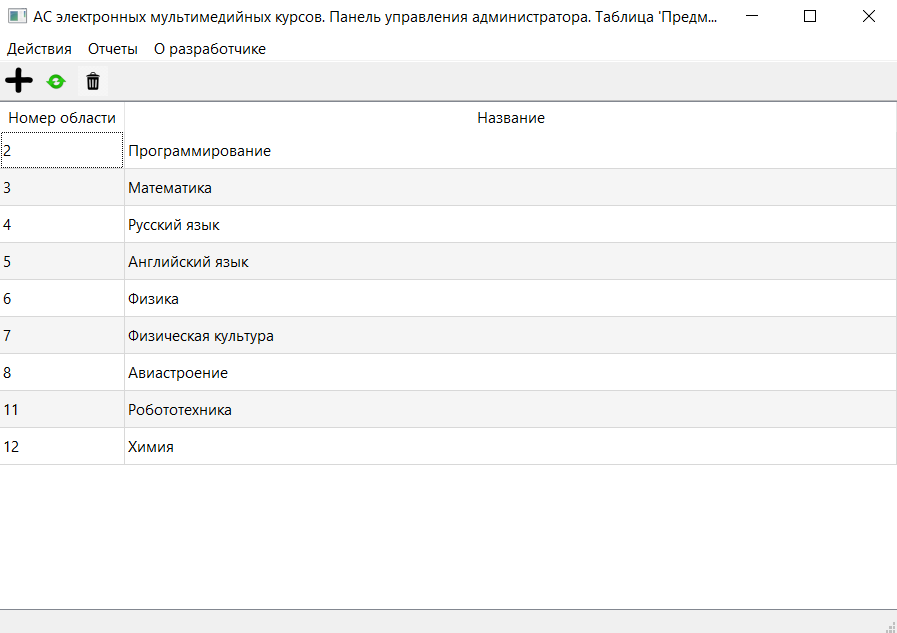 АС электронных мультимедийных курсов. Панель управления администратора. Таблица 'Предм...
Действия Отчеты О разработчике
Номер области Название
2 Программирование
3 Математика
4 Русский язык
5 Английский язык
6 Физика
7 Физическая культура
8 Авиастроение
11 Робототехника
12 Химия